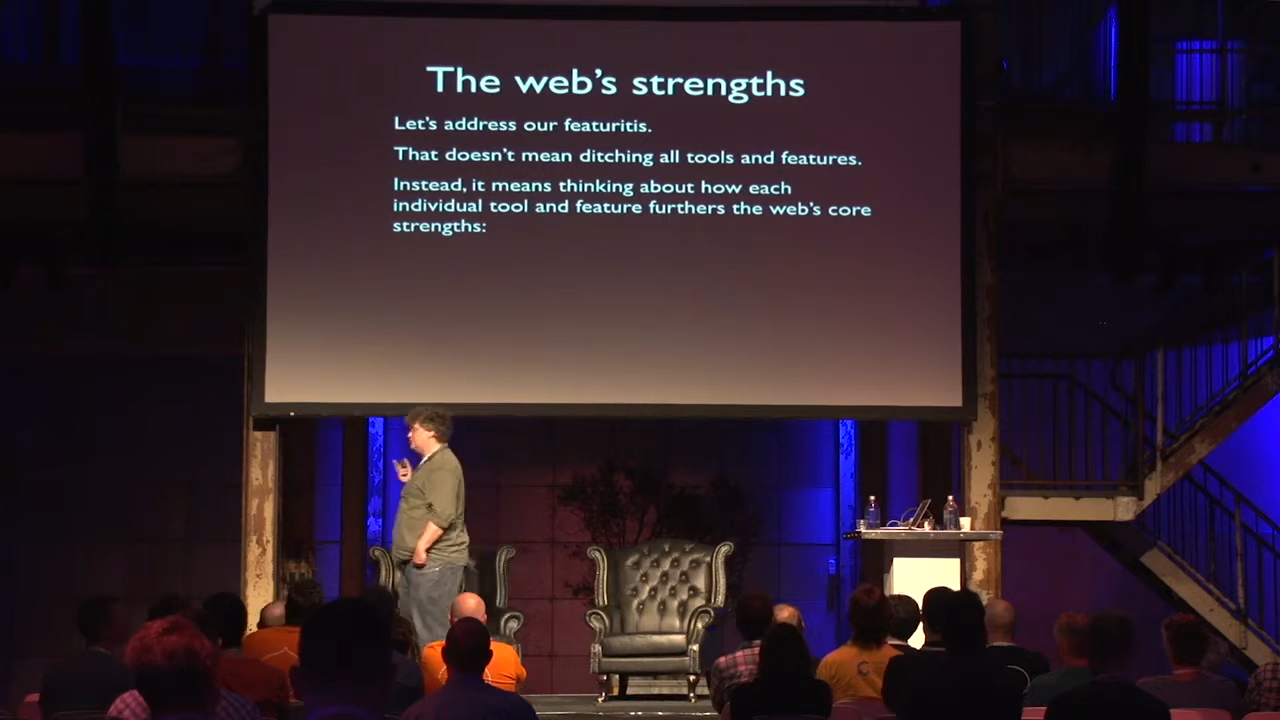 The web's strengths
Let's address our featuritis.
That doesn't mean ditching all tools and features.
Instead, it means thinking about how each
individual tool and feature furthers the web's core
strengths: